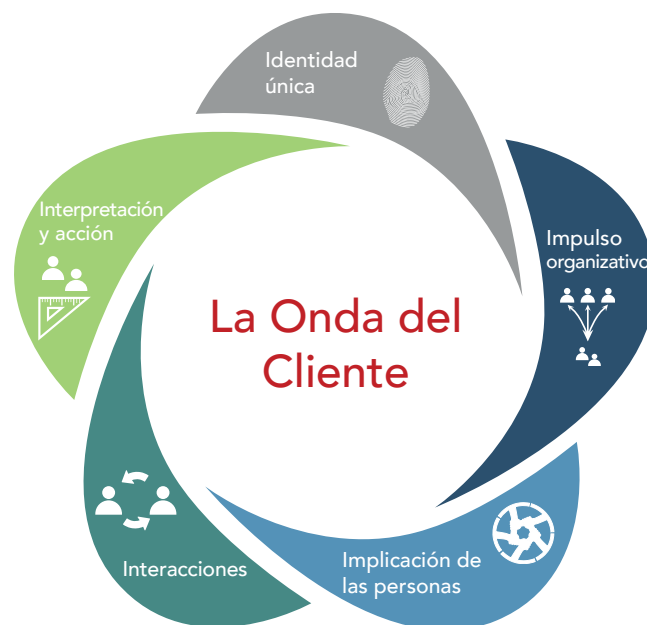 Identidad
única
Impulso
organizativo
Implicación de
las personas
Interacciones
Interpretación
y acción
La Onda del
Cliente